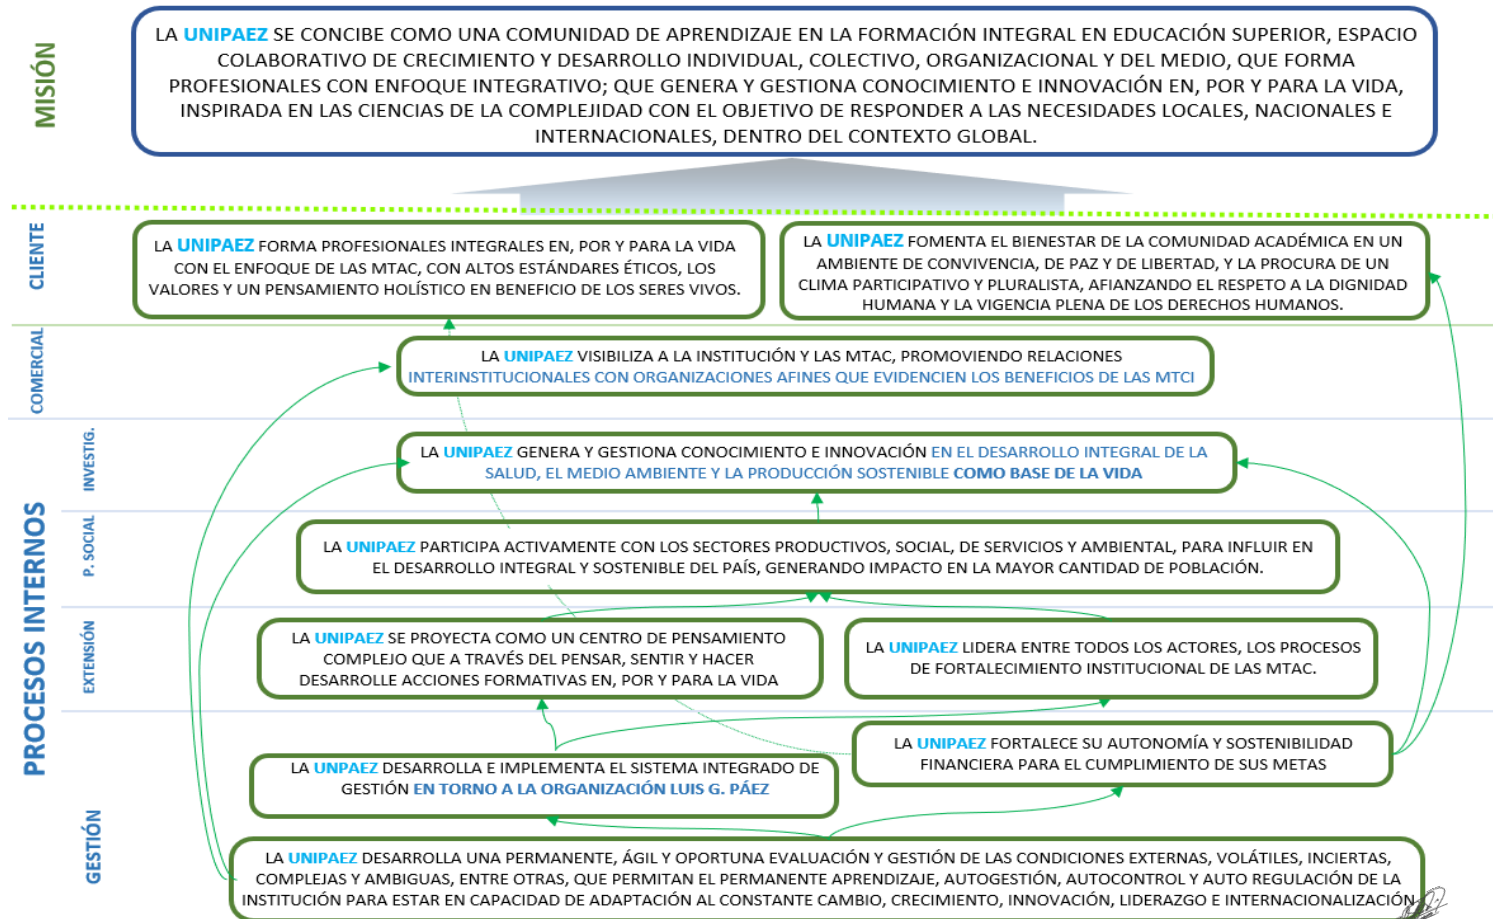 MISIÓN
LA UNIPAEZ SE CONCIBE COMO UNA COMUNIDAD DE APRENDIZAJE EN LA FORMACIÓN INTEGRAL EN EDUCACIÓN SUPERIOR, ESPACIO
COLABORATIVO DE CRECIMIENTO Y DESARROLLO INDIVIDUAL, COLECTIVO, ORGANIZACIONAL Y DEL MEDIO, QUE FORMA
PROFESIONALES CON ENFOQUE INTEGRATIVO; QUE GENERA Y GESTIONA CONOCIMIENTO E INNOVACIÓN EN, POR Y PARA LA VIDA,
INSPIRADA EN LAS CIENCIAS DE LA COMPLEJIDAD CON EL OBJETIVO DE RESPONDER A LAS NECESIDADES LOCALES, NACIONALES E
INTERNACIONALES, DENTRO DEL CONTEXTO GLOBAL.
CLIENTE
LA UNIPAEZ FORMA PROFESIONALES INTEGRALES EN, POR Y PARA LA VIDA
CON EL ENFOQUE DE LAS MTAC, CON ALTOS ESTÁNDARES ÉTICOS, LOS
VALORES Y UN PENSAMIENTO HOLÍSTICO EN BENEFICIO DE LOS SERES VIVOS.
LA UNIPAEZ FOMENTA EL BIENESTAR DE LA COMUNIDAD ACADÉMICA EN UN
AMBIENTE DE CONVIVENCIA, DE PAZ Y DE LIBERTAD, Y LA PROCURA DE UN
CLIMA PARTICIPATIVO Y PLURALISTA, AFIANZANDO EL RESPETO A LA DIGNIDAD
HUMANA Y LA VIGENCIA PLENA DE LOS DERECHOS HUMANOS.
COMERCIAL
LA UNIPAEZ VISIBILIZA A LA INSTITUCIÓN Y LAS MTAC, PROMOVIENDO RELACIONES
INTERINSTITUCIONALES CON ORGANIZACIONES AFINES QUE EVIDENCIEN LOS BENEFICIOS DE LAS MTCI
PROCESOS INTERNOS
INVESTIG.
LA UNIPAEZ GENERA Y GESTIONA CONOCIMIENTO E INNOVACIÓN EN EL DESARROLLO INTEGRAL DE LA
SALUD, EL MEDIO AMBIENTE Y LA PRODUCCIÓN SOSTENIBLE COMO BASE DE LA VIDA
P. SOCIAL
LA UNIPAEZ PARTICIPA ACTIVAMENTE CON LOS SECTORES PRODUCTIVOS, SOCIAL, DE SERVICIOS Y AMBIENTAL, PARA INFLUIR EN
EL DESARROLLO INTEGRAL Y SOSTENIBLE DEL PAÍS, GENERANDO IMPACTO EN LA MAYOR CANTIDAD DE POBLACIÓN.
EXTENSIÓN
LA UNIPAEZ SE PROYECTA COMO UN CENTRO DE PENSAMIENTO
COMPLEJO QUE A TRAVÉS DEL PENSAR, SENTIR Y HACER
DESARROLLE ACCIONES FORMATIVAS EN, POR Y PARA LA VIDA
LA UNIPAEZ LIDERA ENTRE TODOS LOS ACTORES, LOS PROCESOS
DE FORTALECIMIENTO INSTITUCIONAL DE LAS MTAC.
GESTIÓN
LA UNIPAEZ FORTALECE SU AUTONOMÍA Y SOSTENIBILIDAD
FINANCIERA PARA EL CUMPLIMIENTO DE SUS METAS
LA UNPAEZ DESARROLLA E IMPLEMENTA EL SISTEMA INTEGRADO DE
GESTIÓN EN TORNO A LA ORGANIZACIÓN LUIS G. PÁEZ
LA UNIPAEZ DESARROLLA UNA PERMANENTE, ÁGIL Y OPORTUNA EVALUACIÓN Y GESTIÓN DE LAS CONDICIONES EXTERNAS, VOLÁTILES, INCIERTAS,
COMPLEJAS Y AMBIGUAS, ENTRE OTRAS, QUE PERMITAN EL PERMANENTE APRENDIZAJE, AUTOGESTIÓN, AUTOCONTROL Y AUTO REGULACIÓN DE LA
INSTITUCIÓN PARA ESTAR EN CAPACIDAD DE ADAPTACIÓN AL CONSTANTE CAMBIO, CRECIMIENTO, INNOVACIÓN, LIDERAZGO E INTERNACIONALIZACIÓN